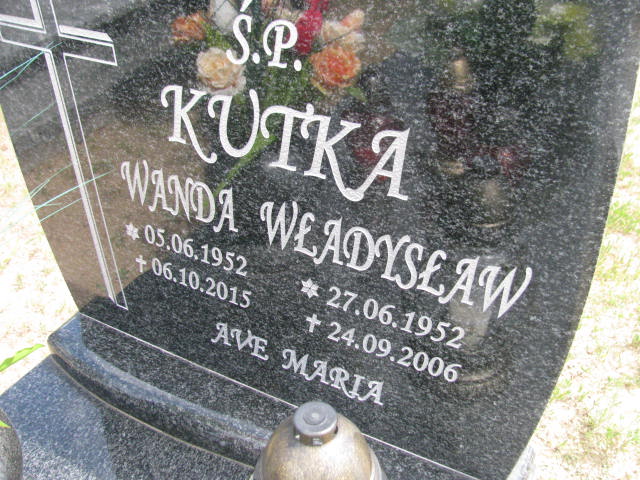 Ś.P.
KUTKA
WANDA WŁADYSŁAW
05.06.1952 27.06.1952
06.10.2015 24.09.2006
AVE MARIA